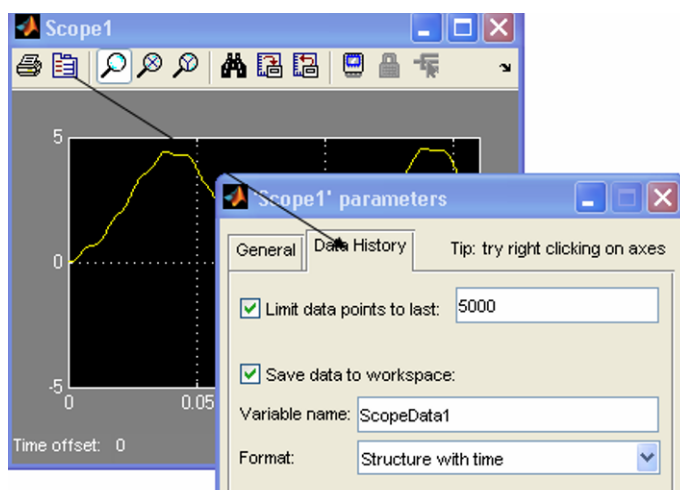 Scope1
5
0
-5
0
0.05
Time offset: 0
'Scope1' parameters
General
Data History
Tip: try right clicking on axes
Limit data points to last:
5000
Save data to workspace:
Variable name:
ScopeData1
Format:
Structure with time